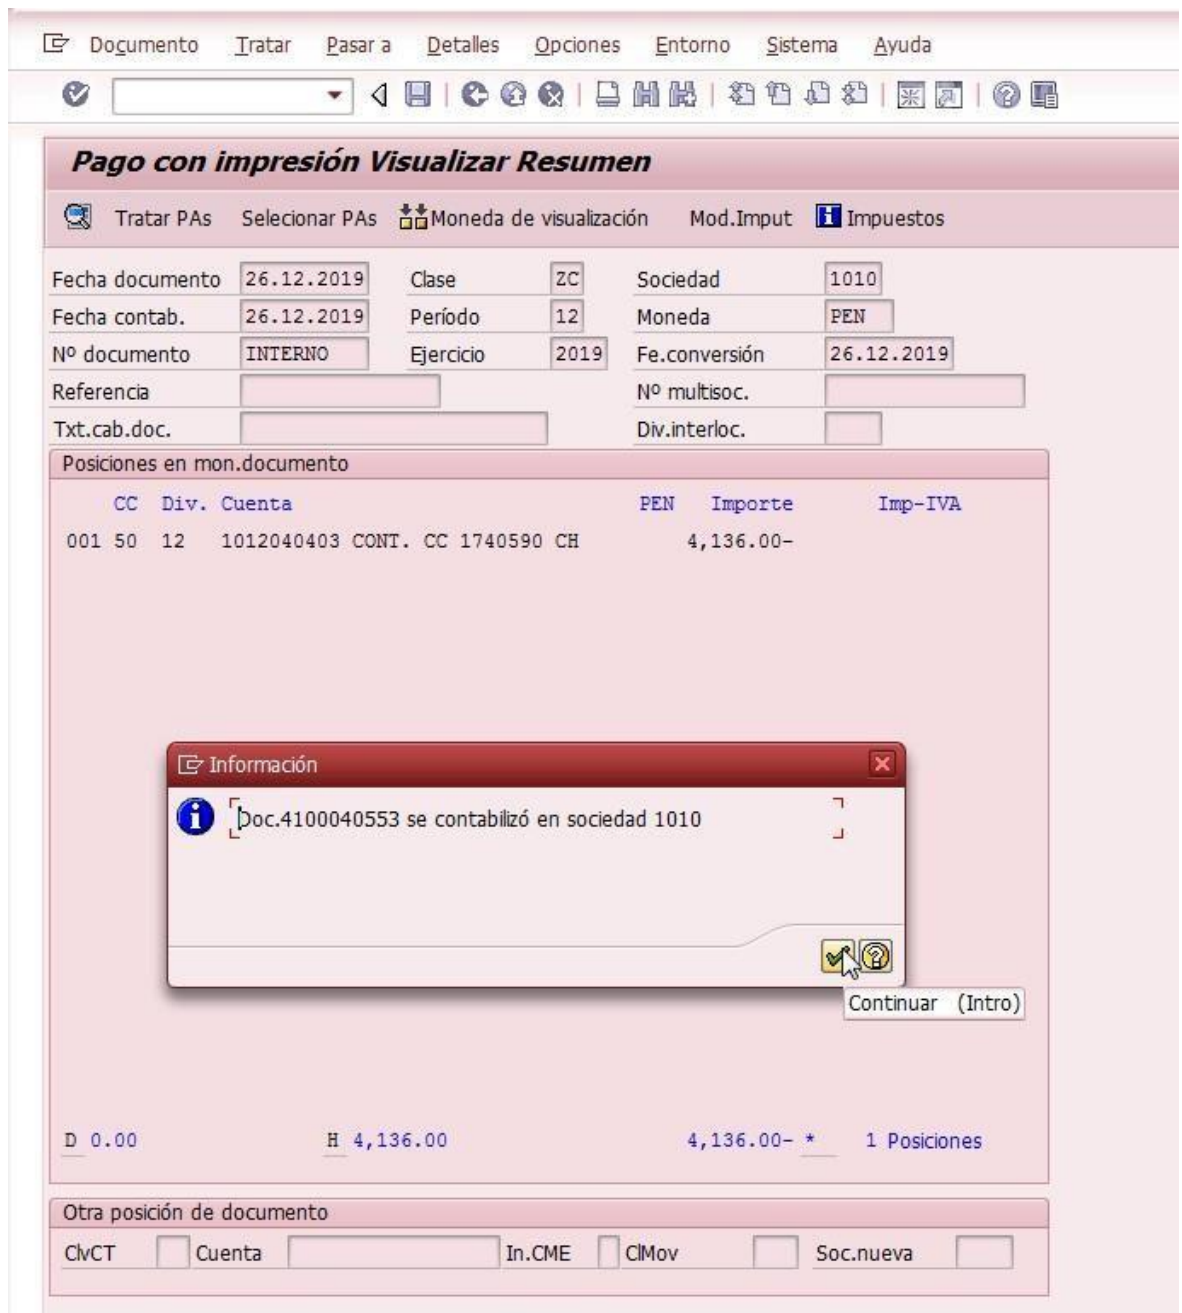 Documento Tratar Pasar a Detalles Opciones Entorno Sistema Ayuda
Pago con impresión Visualizar Resumen
Tratar PAs Selecionar PAs Moneda de visualización Mod.Imput Impuestos
Fecha documento 26.12.2019 Clase ZC Sociedad 1010
Fecha contab. 26.12.2019 Período 12 Moneda PEN
Nº documento INTERNO Ejercicio 2019 Fe.conversión 26.12.2019
Referencia Nº multisoc.
Txt.cab.doc. Div.interloc.
Posiciones en mon.documento
CC Div. Cuenta PEN Importe Imp-IVA
001 50 12 1012040403 CONT. CC 1740590 CH 4,136.00-
Información
Doc.4100040553 se contabilizó en sociedad 1010
Continuar (Intro)
D 0.00 H 4,136.00 4,136.00- * 1 Posiciones
Otra posición de documento
ClvCT Cuenta In.CME ClMov Soc.nueva